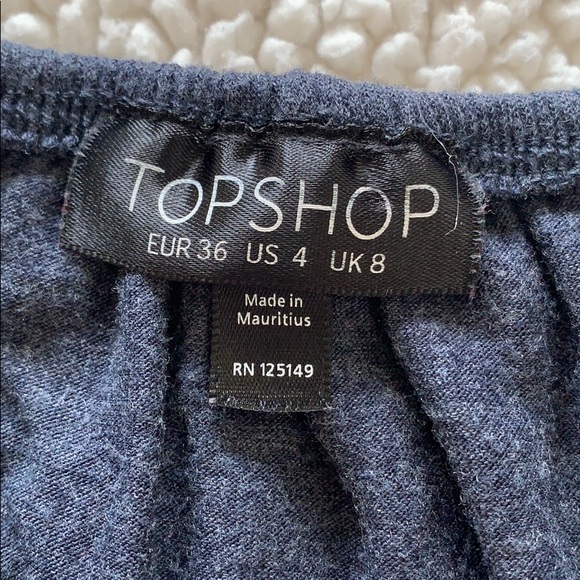 TOPSHOP
EUR 36 US 4 UK 8
Made in
Mauritius
RN 125149